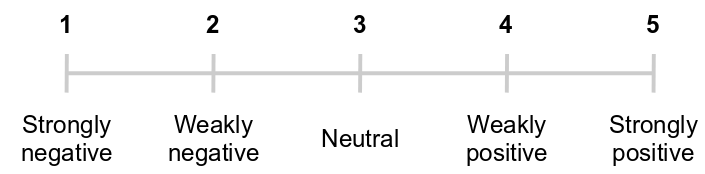 1 2 3 4 5
Strongly negative
Weakly negative
Neutral
Weakly positive
Strongly positive